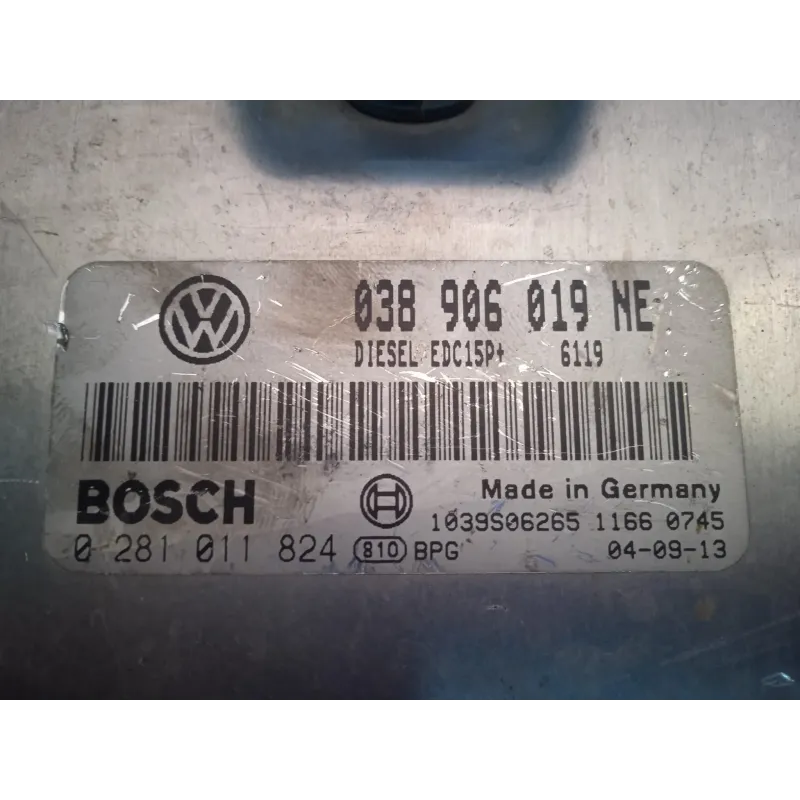 038 906 019 NE
DIESEL EDC15P+ 6119
BOSCH
Made in Germany
1039S06265 1166 0745
0 281 011 824 810 BPG 04-09-13